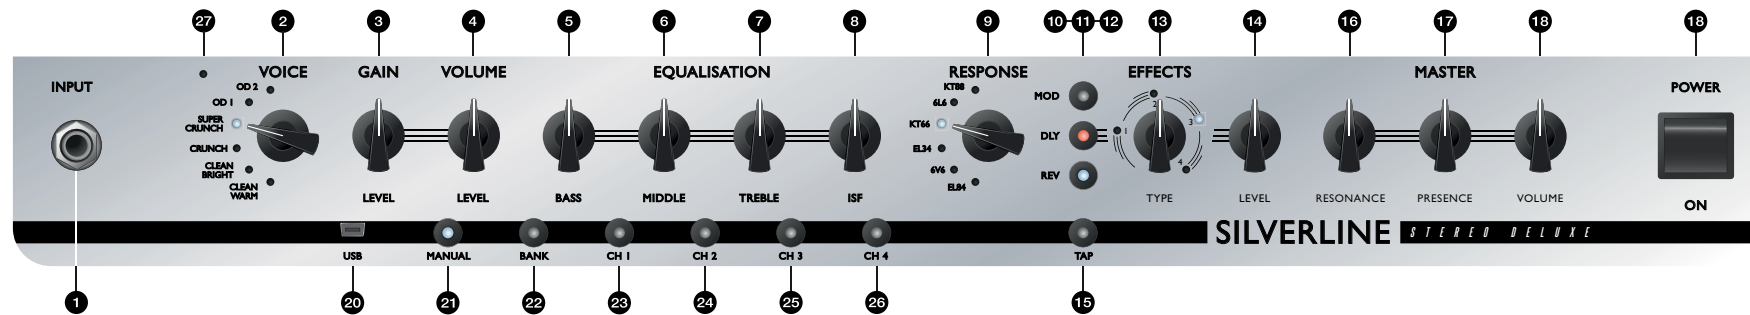 27 2 3 4 5 6 7 8 9 10 11 12 13 14 16 17 18 18
INPUT
VOICE
OD 2
OD 1
SUPER
CRUNCH
CRUNCH
CLEAN
BRIGHT
CLEAN
WARM
GAIN
LEVEL
VOLUME
LEVEL
EQUALISATION
BASS
MIDDLE
TREBLE
ISF
RESPONSE
KT88
6L6
KT66
EL34
6V6
EL84
MOD
DLY
REV
EFFECTS
1
2
3
4
TYPE
LEVEL
MASTER
RESONANCE
PRESENCE
VOLUME
POWER
ON
SILVERLINE STEREO DELUXE
USB
MANUAL
BANK
CH 1
CH 2
CH 3
CH 4
TAP
1 20 21 22 23 24 25 26 15